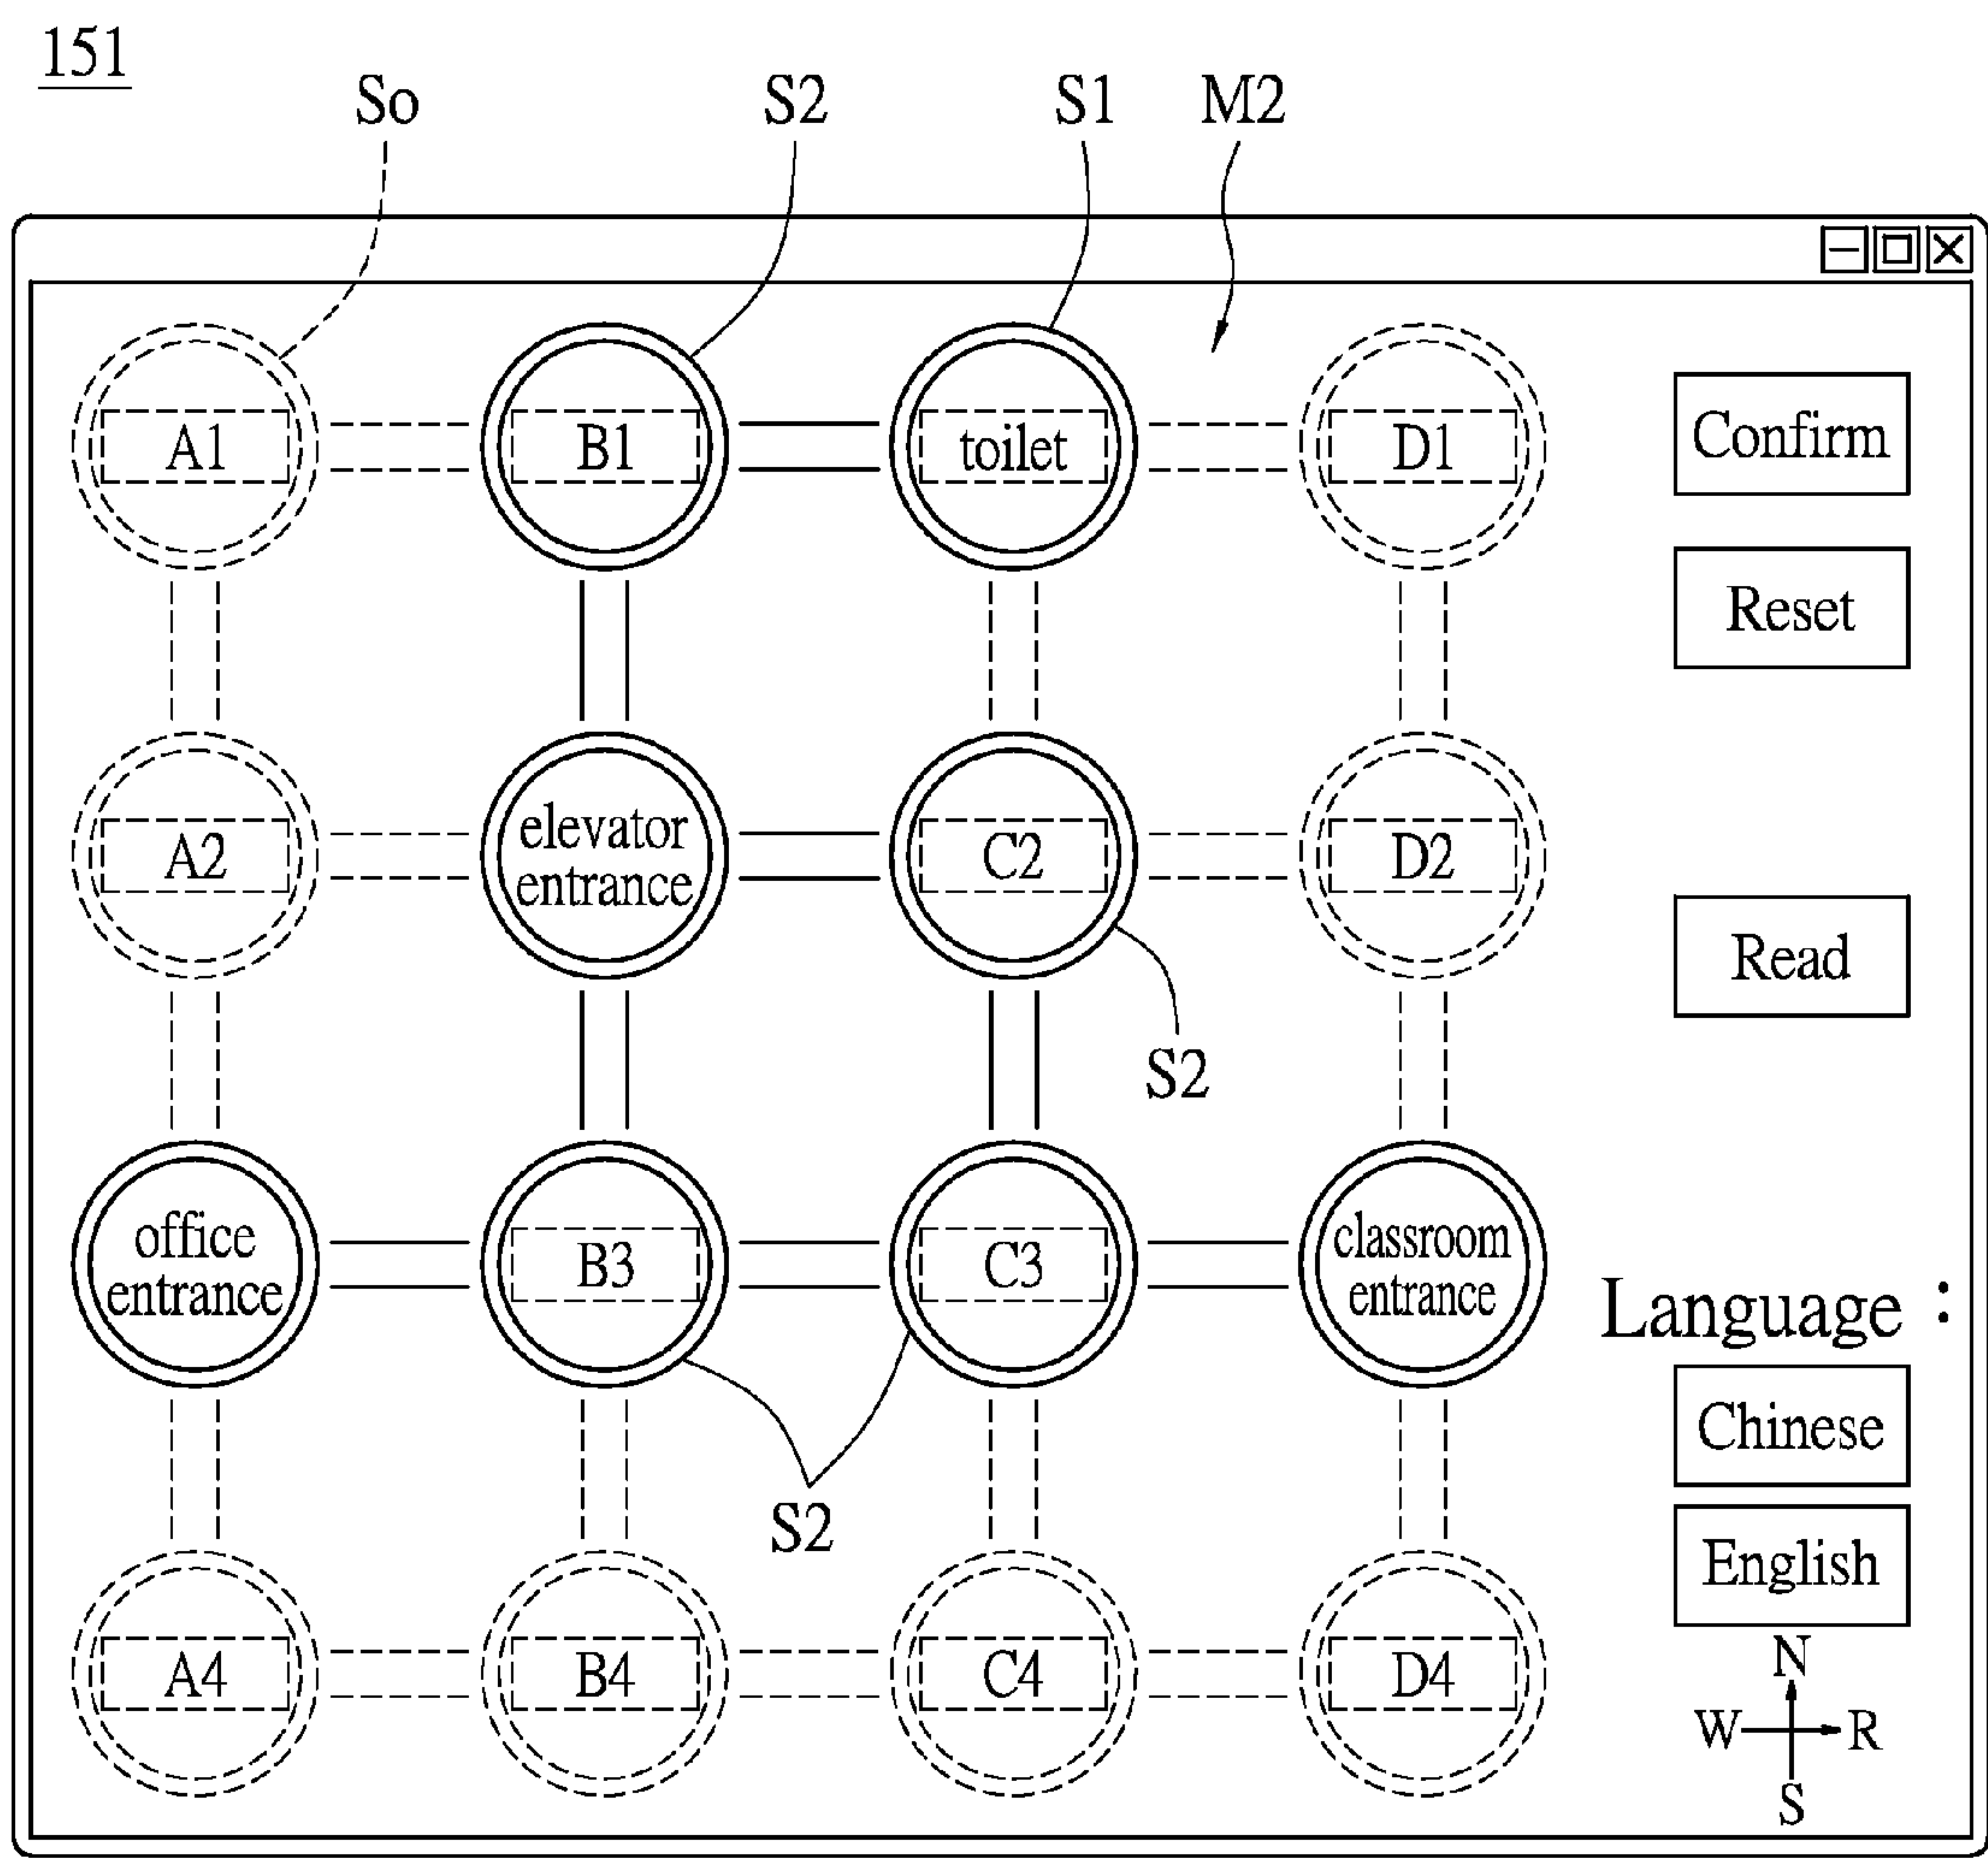 151
So
S2
S1
M2
A1
B1
toilet
D1
Confirm
Reset
A2
elevator
entrance
C2
D2
Read
S2
office
entrance
B3
C3
classroom
entrance
Language :
Chinese
S2
English
A4
B4
C4
D4
N
W
R
S